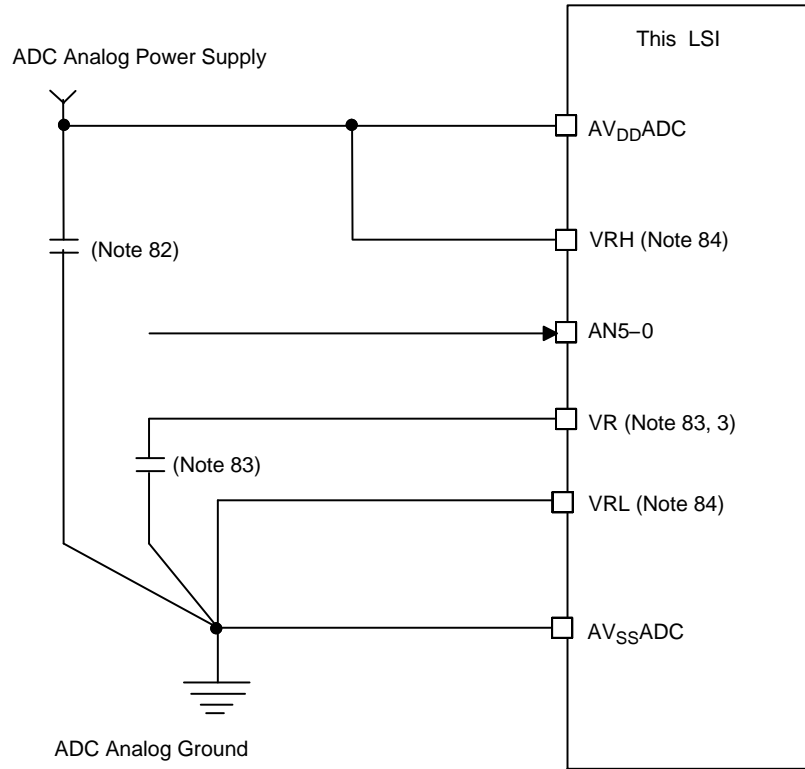 This LSI
ADC Analog Power Supply
AVDDADC
VRH (Note 84)
(Note 82)
AN5−0
VR (Note 83, 3)
(Note 83)
VRL (Note 84)
AVSSADC
ADC Analog Ground